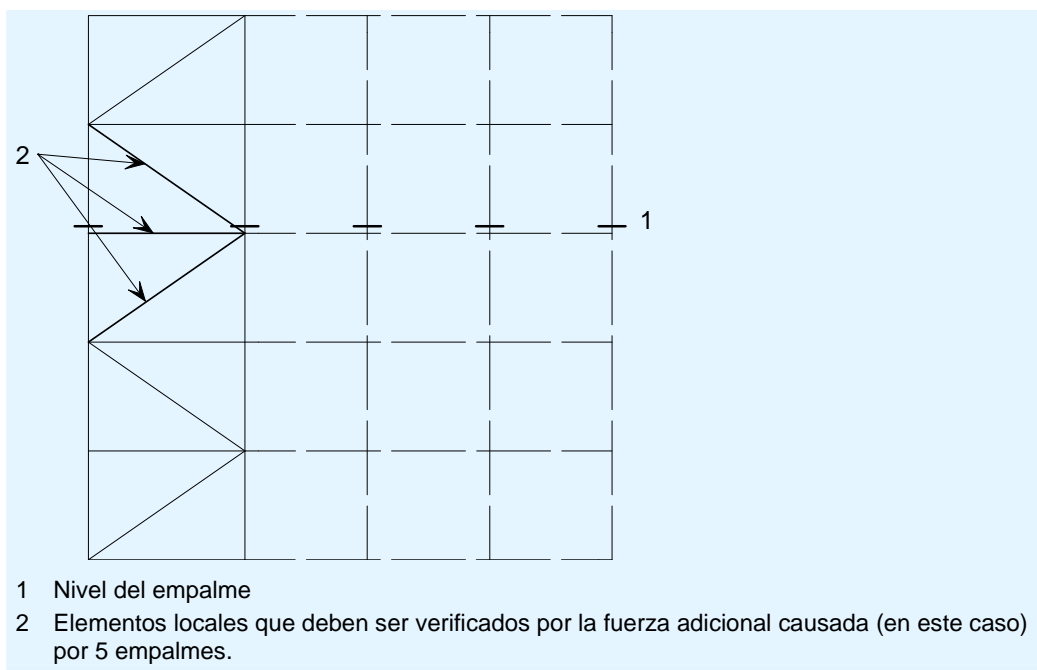 2
1
1 Nivel del empalme
2 Elementos locales que deben ser verificados por la fuerza adicional causada (en este caso)
por 5 empalmes.